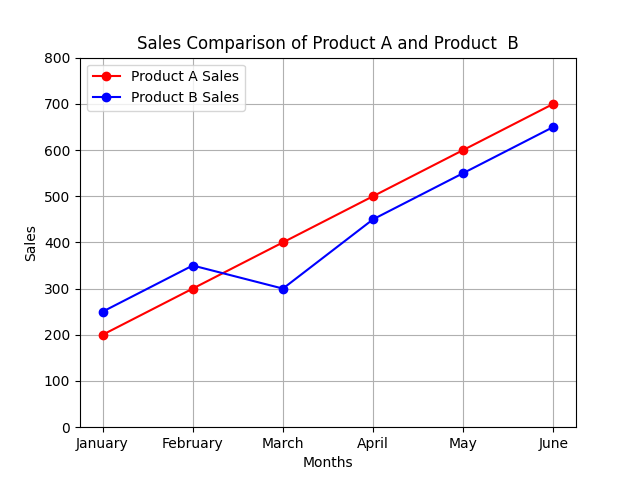 Sales Comparison of Product A and Product  B
Product A Sales
Product B Sales
800
700
600
500
400
300
200
100
0
Sales
January February March April May June
Months